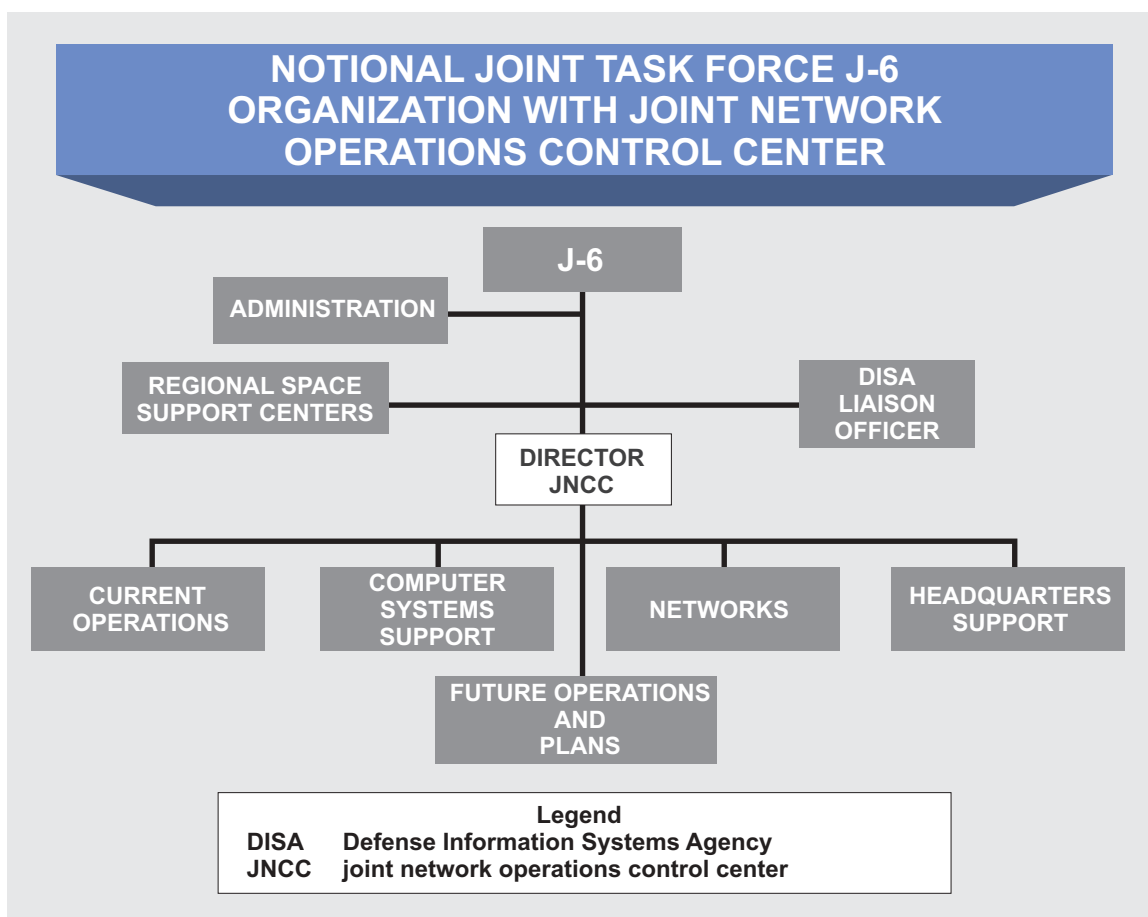 NOTIONAL JOINT TASK FORCE J-6
ORGANIZATION WITH JOINT NETWORK
OPERATIONS CONTROL CENTER
J-6
ADMINISTRATION
REGIONAL SPACE
SUPPORT CENTERS
DISA
LIAISON
OFFICER
DIRECTOR
JNCC
CURRENT
OPERATIONS
COMPUTER
SYSTEMS
SUPPORT
NETWORKS
HEADQUARTERS
SUPPORT
FUTURE OPERATIONS
AND
PLANS
Legend
DISA Defense Information Systems Agency
JNCC joint network operations control center